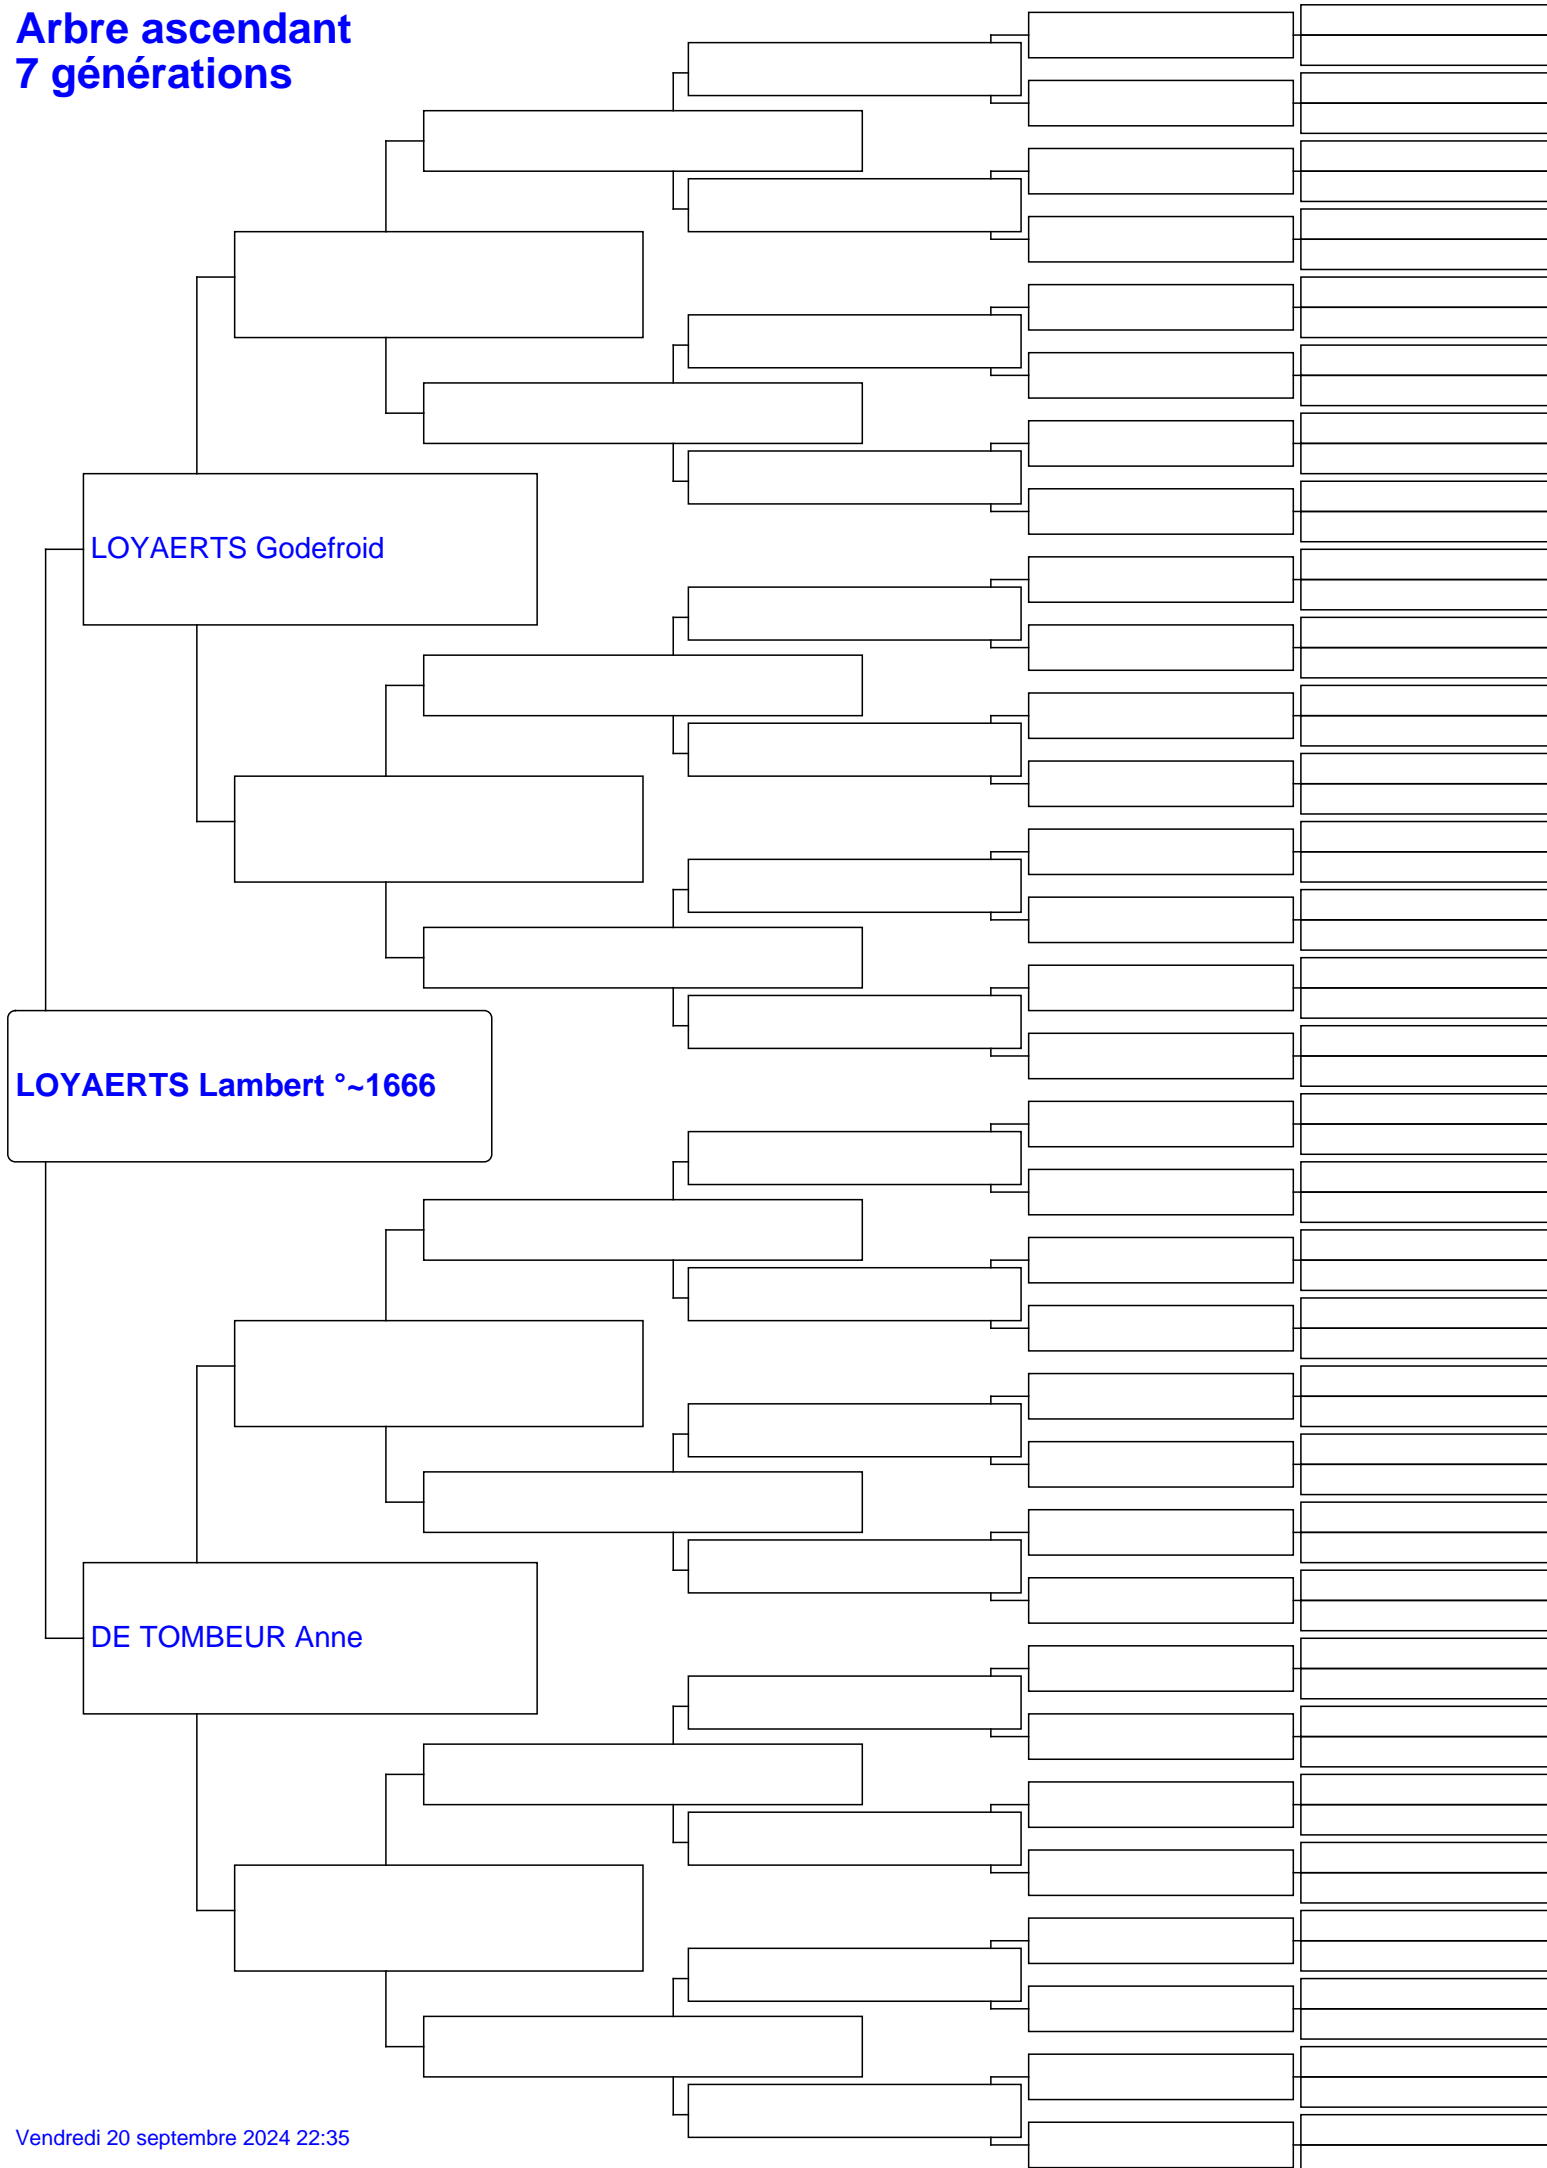 Arbre ascendant
7 générations
LOYAERTS Godefroid
LOYAERTS Lambert °~1666
DE TOMBEUR Anne
Vendredi 20 septembre 2024 22:35